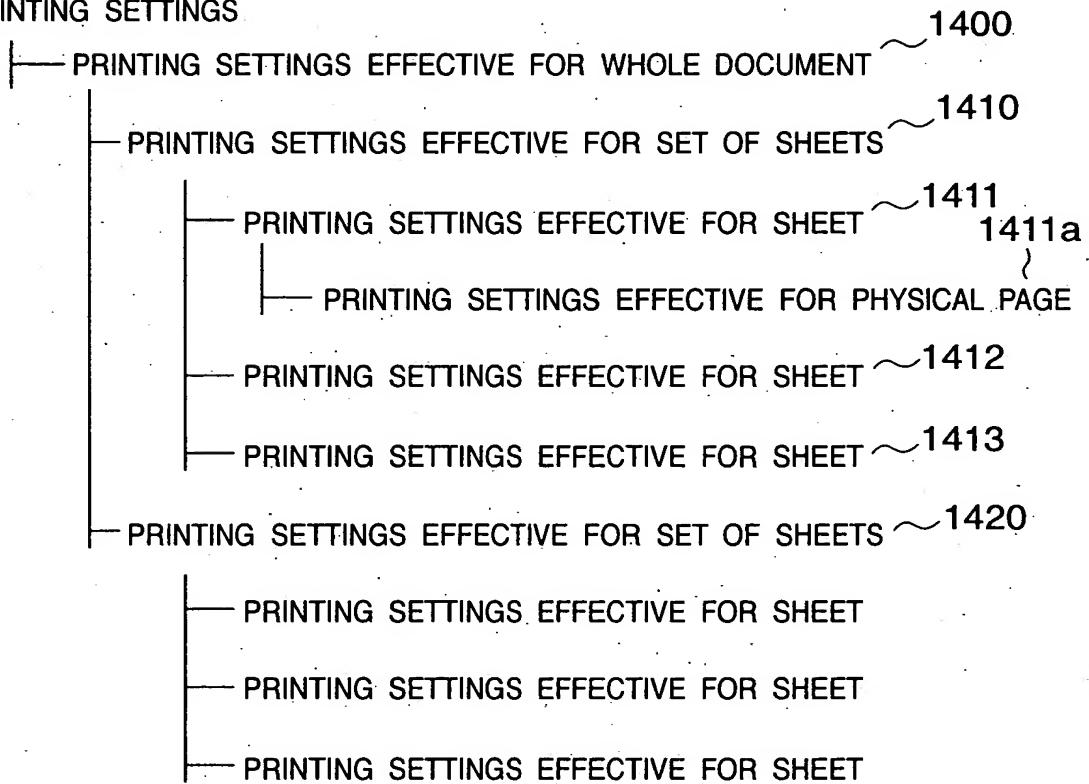 INTING SETTINGS
PRINTING SETTINGS EFFECTIVE FOR WHOLE DOCUMENT 1400
PRINTING SETTINGS EFFECTIVE FOR SET OF SHEETS 1410
PRINTING SETTINGS EFFECTIVE FOR SHEET 1411
1411a
PRINTING SETTINGS EFFECTIVE FOR PHYSICAL PAGE
PRINTING SETTINGS EFFECTIVE FOR SHEET 1412
PRINTING SETTINGS EFFECTIVE FOR SHEET 1413
PRINTING SETTINGS EFFECTIVE FOR SET OF SHEETS 1420
PRINTING SETTINGS EFFECTIVE FOR SHEET
PRINTING SETTINGS EFFECTIVE FOR SHEET
PRINTING SETTINGS EFFECTIVE FOR SHEET